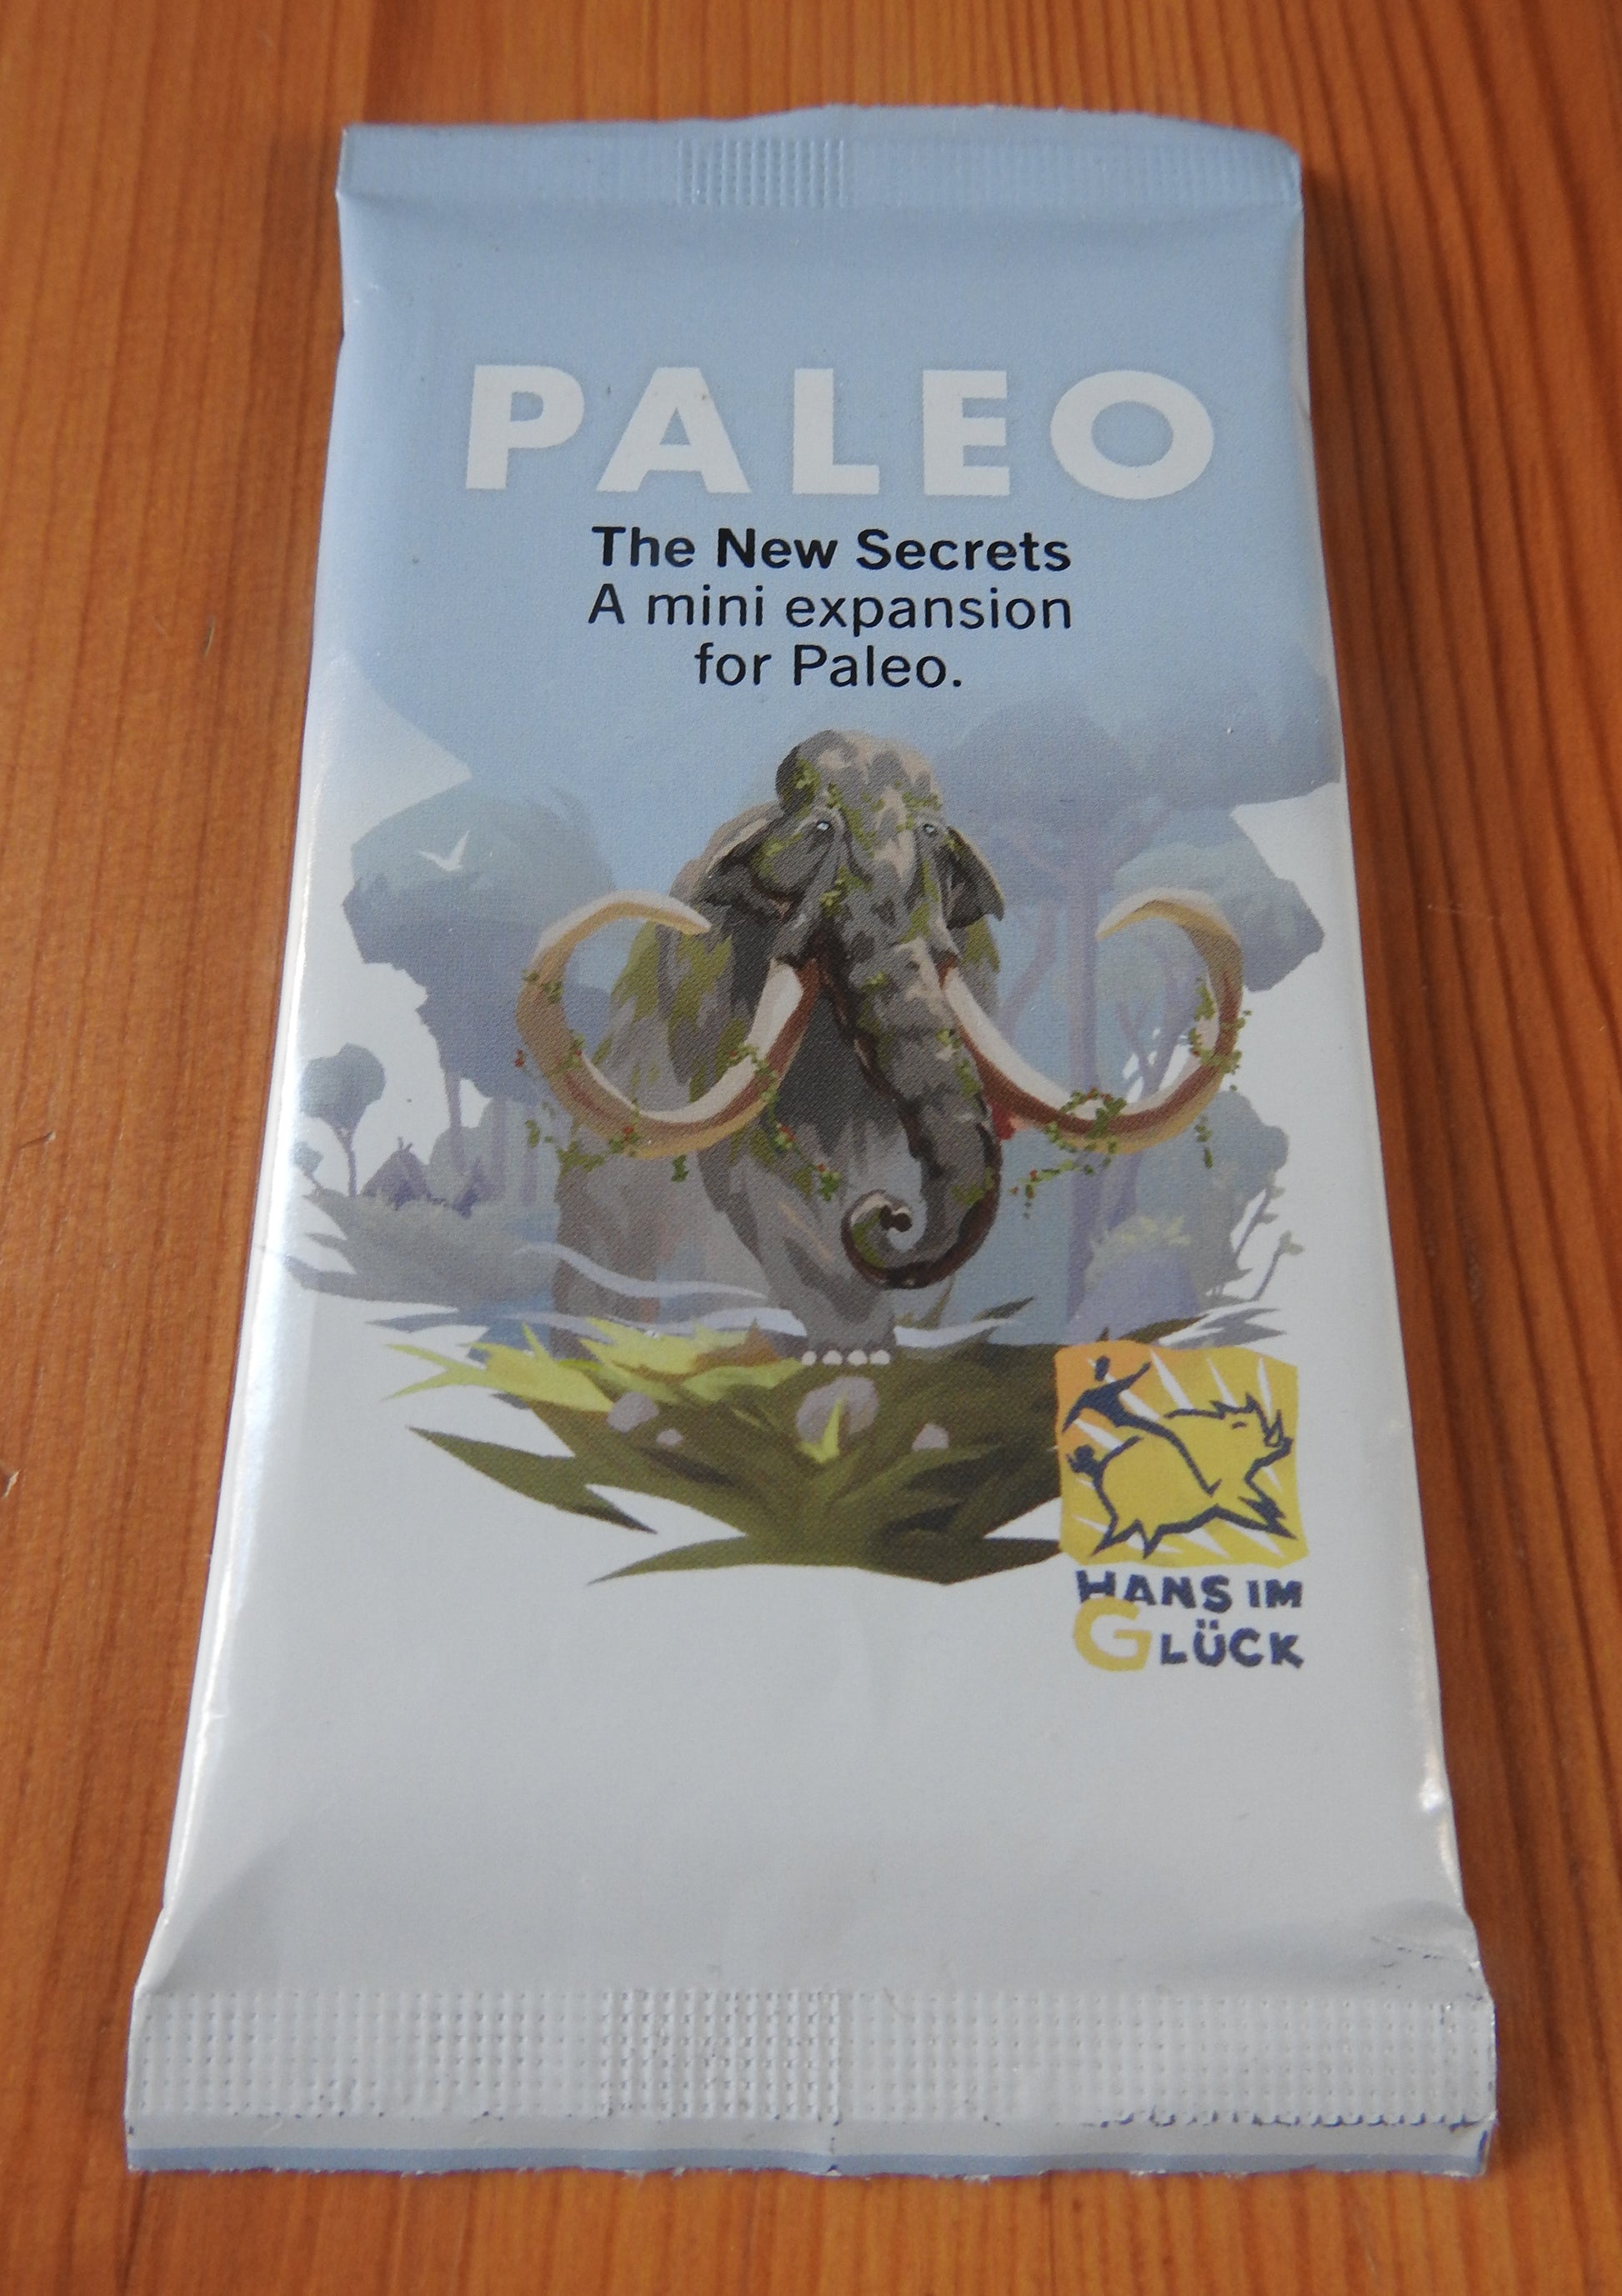 PALEO
The New Secrets
A mini expansion
for Paleo.
HANS IM
GLÜCK